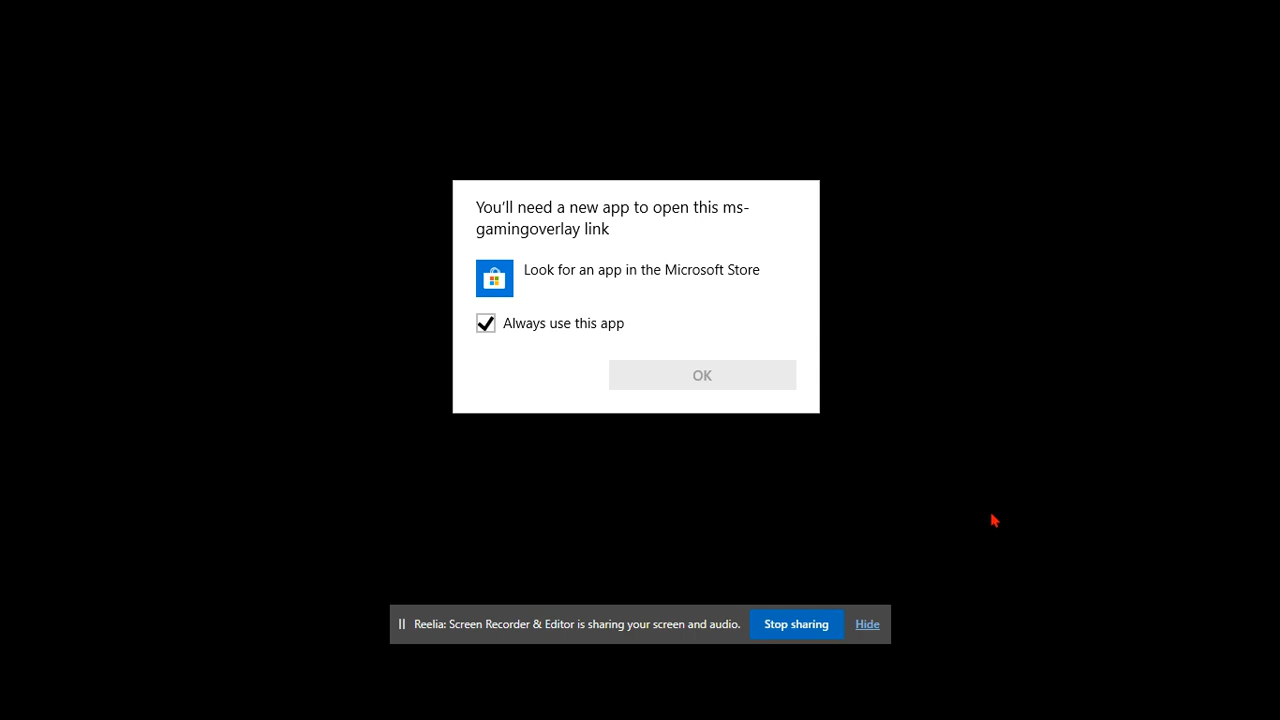 You'll need a new app to open this ms-
gamingoverlay link
Look for an app in the Microsoft Store
Always use this app
OK
Reelia: Screen Recorder & Editor is sharing your screen and audio. Stop sharing Hide